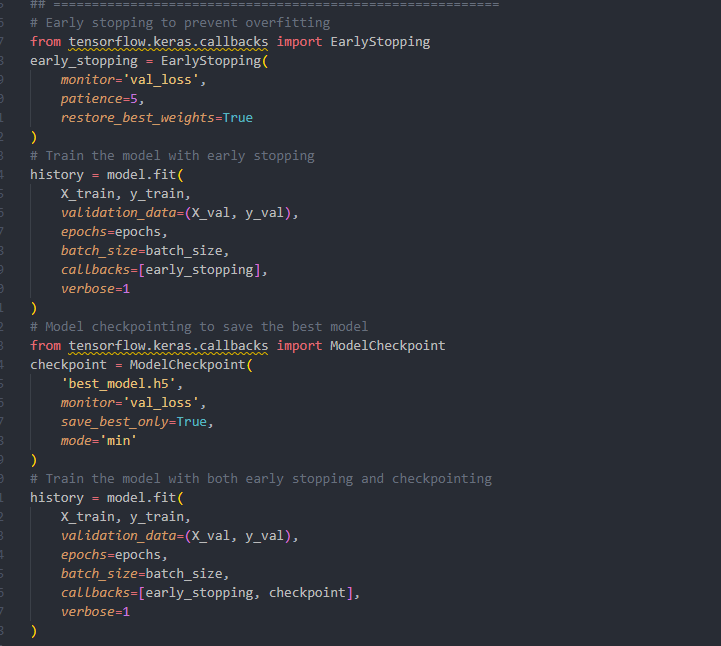 ## ==========================================================
# Early stopping to prevent overfitting
from tensorflow.keras.callbacks import EarlyStopping
early_stopping = EarlyStopping(
    monitor='val_loss',
    patience=5,
    restore_best_weights=True
)
# Train the model with early stopping
history = model.fit(
    X_train, y_train,
    validation_data=(X_val, y_val),
    epochs=epochs,
    batch_size=batch_size,
    callbacks=[early_stopping],
    verbose=1
)
# Model checkpointing to save the best model
from tensorflow.keras.callbacks import ModelCheckpoint
checkpoint = ModelCheckpoint(
    'best_model.h5',
    monitor='val_loss',
    save_best_only=True,
    mode='min'
)
# Train the model with both early stopping and checkpointing
history = model.fit(
    X_train, y_train,
    validation_data=(X_val, y_val),
    epochs=epochs,
    batch_size=batch_size,
    callbacks=[early_stopping, checkpoint],
    verbose=1
)